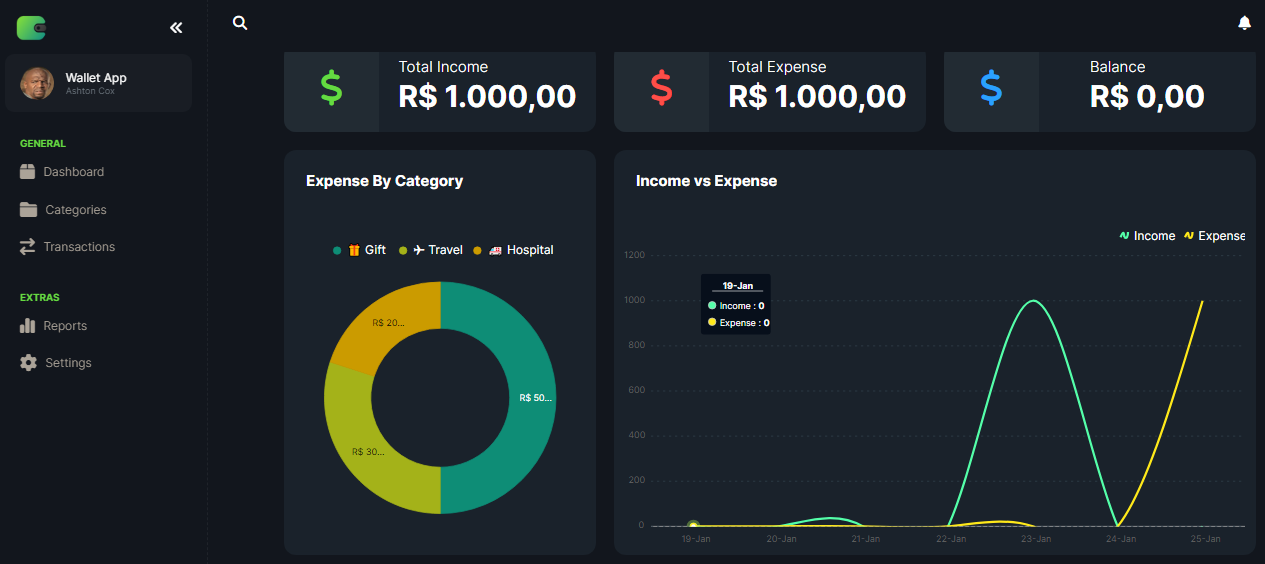 Wallet App
Ashton Cox
GENERAL
Dashboard
Categories
Transactions
EXTRAS
Reports
Settings
Total Income
R$ 1.000,00
Total Expense
R$ 1.000,00
Balance
R$ 0,00
Expense By Category
Gift Travel Hospital
R$ 20...
R$ 50...
R$ 30...
Income vs Expense
Income Expense
1200
1000
800
600
400
200
0
19-Jan
Income : 0
Expense : 0
19-Jan 20-Jan 21-Jan 22-Jan 23-Jan 24-Jan 25-Jan